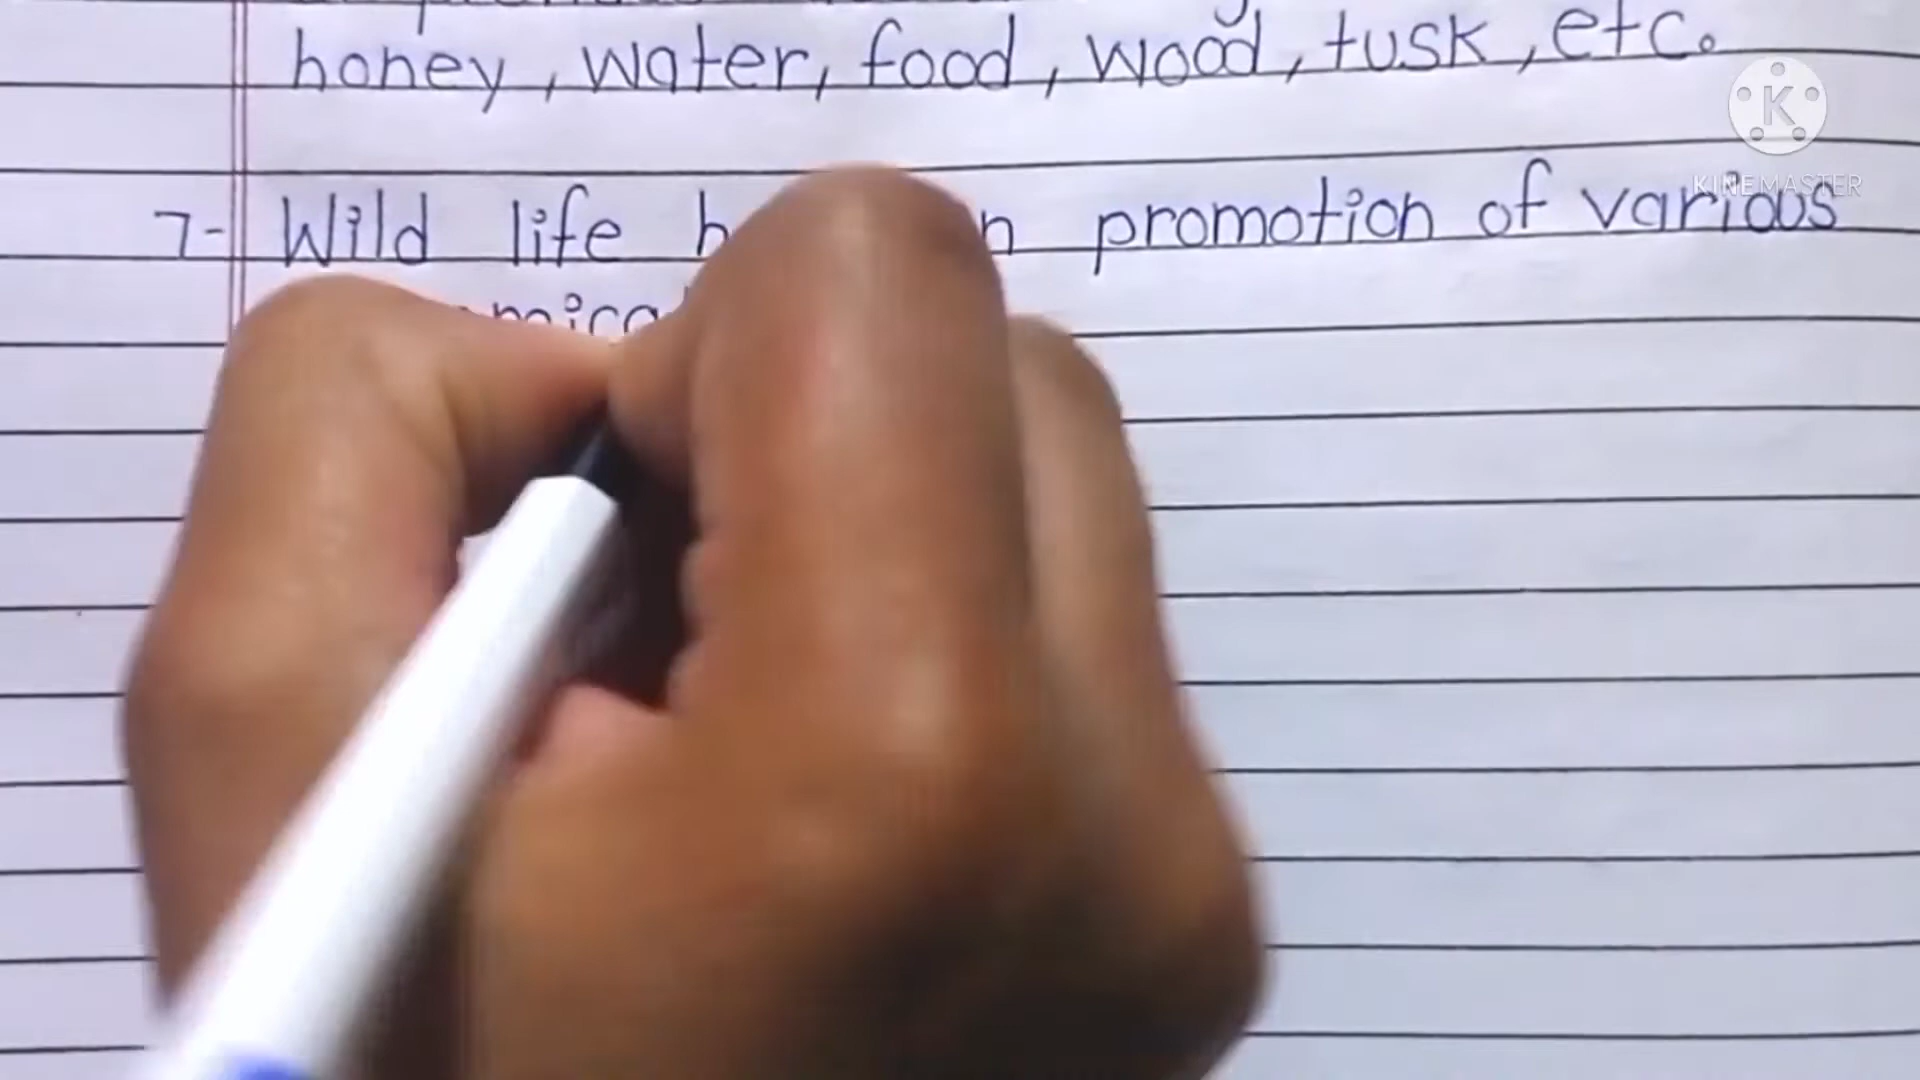 honey, water, food, wood, tusk, etc.
7- Wild life promotion of various
KINEMASTER